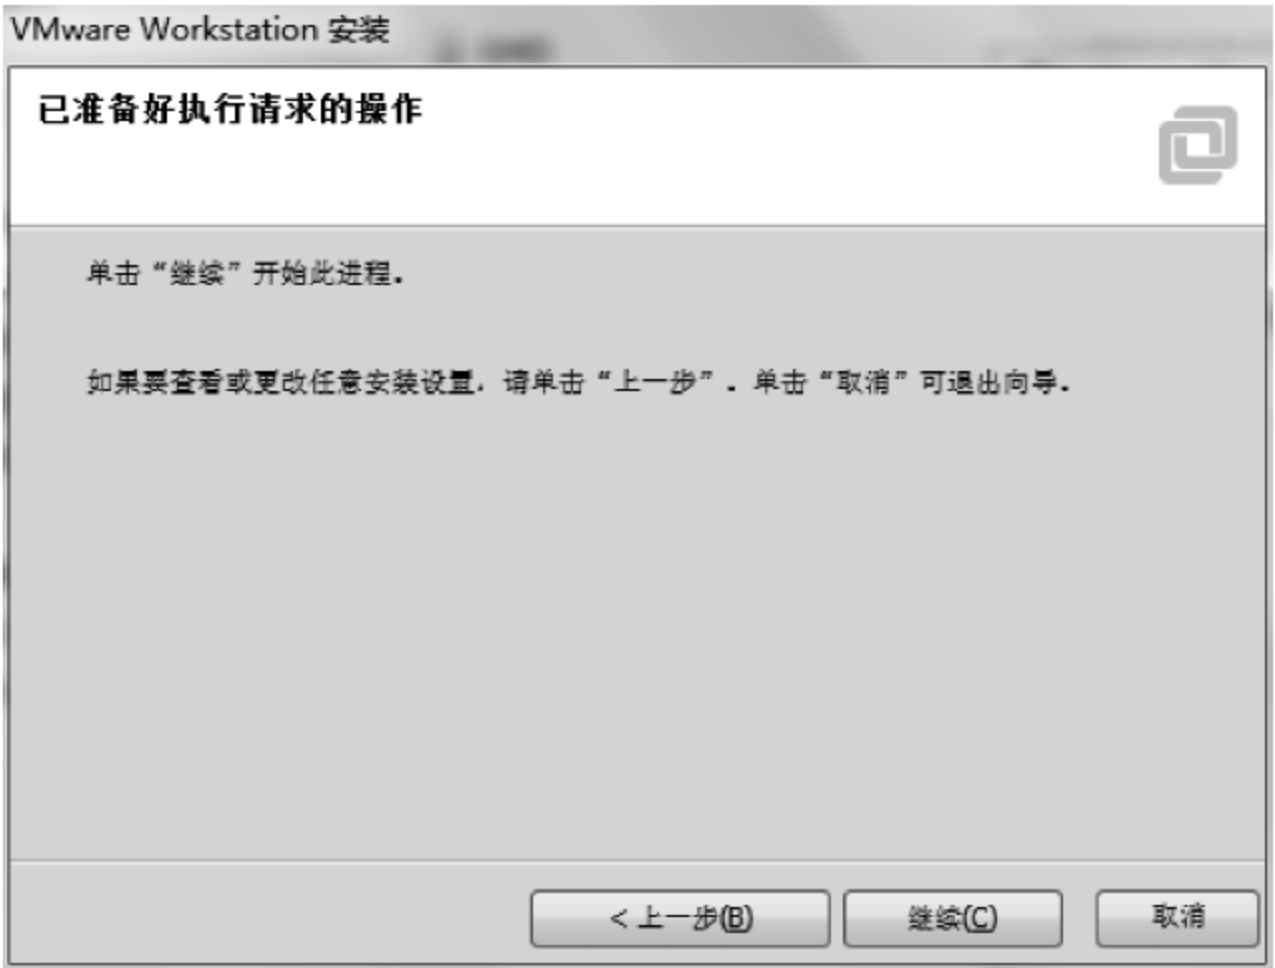 VMware Workstation 安装
已准备好执行请求的操作
单击“继续”开始此进程。
如果要查看或更改任意安装设置，请单击“上一步”。单击“取消”可退出向导。
< 上一步(B)
继续(C)
取消